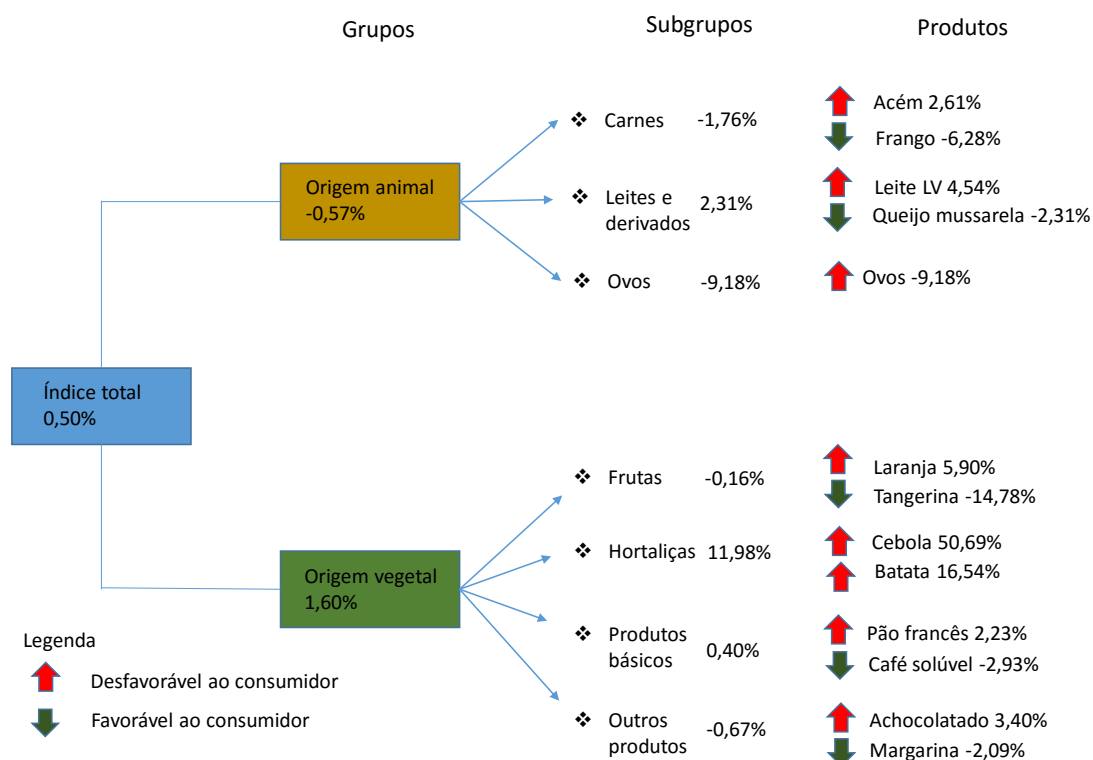 Grupos
Subgrupos
Produtos
❖ Carnes -1,76%
Acém 2,61%
Frango -6,28%
Origem animal
-0,57%
❖ Leites e
derivados
2,31%
Leite LV 4,54%
Queijo mussarela -2,31%
❖ Ovos -9,18%
Ovos -9,18%
Índice total
0,50%
❖ Frutas -0,16%
Laranja 5,90%
Tangerina -14,78%
❖ Hortaliças 11,98%
Cebola 50,69%
Batata 16,54%
Origem vegetal
1,60%
❖ Produtos
básicos
0,40%
Pão francês 2,23%
Café solúvel -2,93%
❖ Outros
produtos
-0,67%
Achocolatado 3,40%
Margarina -2,09%
Legenda
Desfavorável ao consumidor
Favorável ao consumidor